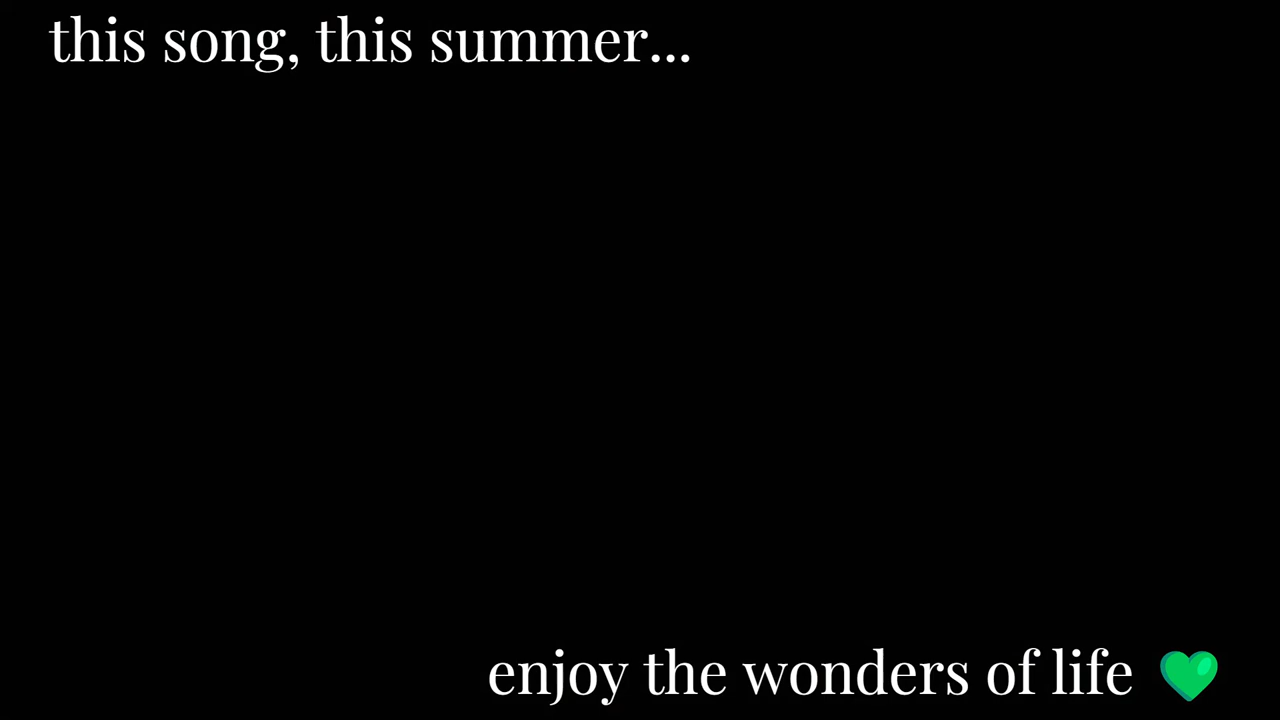 this song, this summer...
enjoy the wonders of life 💚